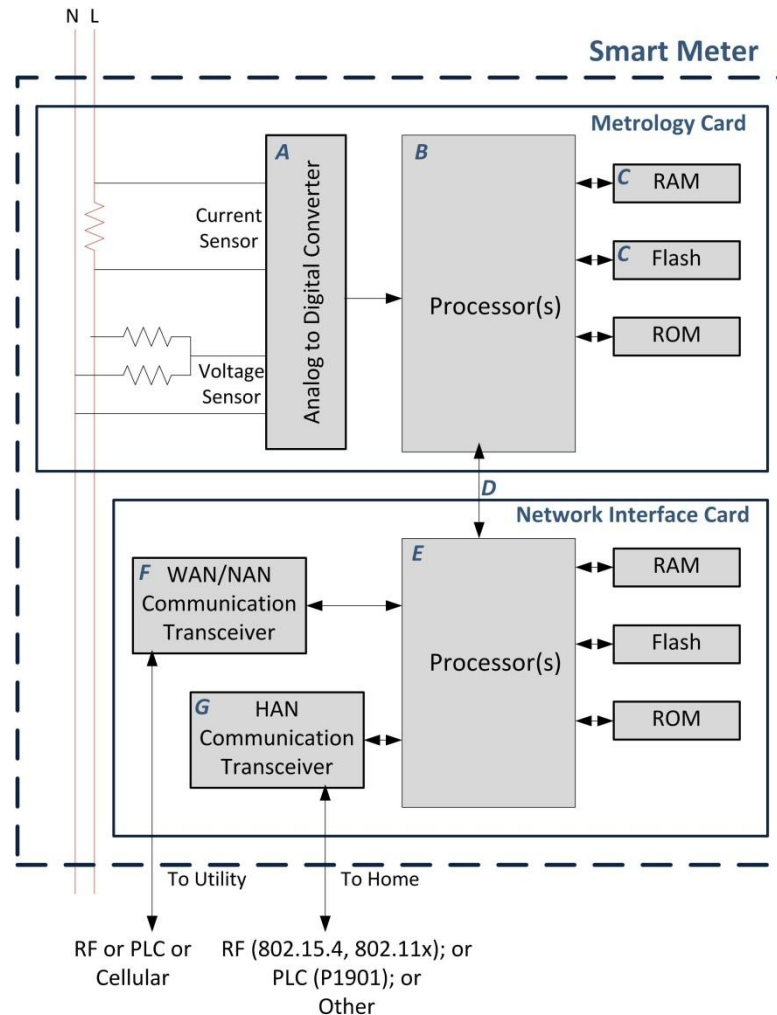 N L
Smart Meter
Metrology Card
A
Analog to Digital Converter
B
Processor(s)
C RAM
C Flash
ROM
Current
Sensor
Voltage
Sensor
D
Network Interface Card
E
Processor(s)
RAM
Flash
ROM
F WAN/NAN
Communication
Transceiver
G HAN
Communication
Transceiver
To Utility
To Home
RF or PLC or
Cellular
RF (802.15.4, 802.11x); or
PLC (P1901); or
Other